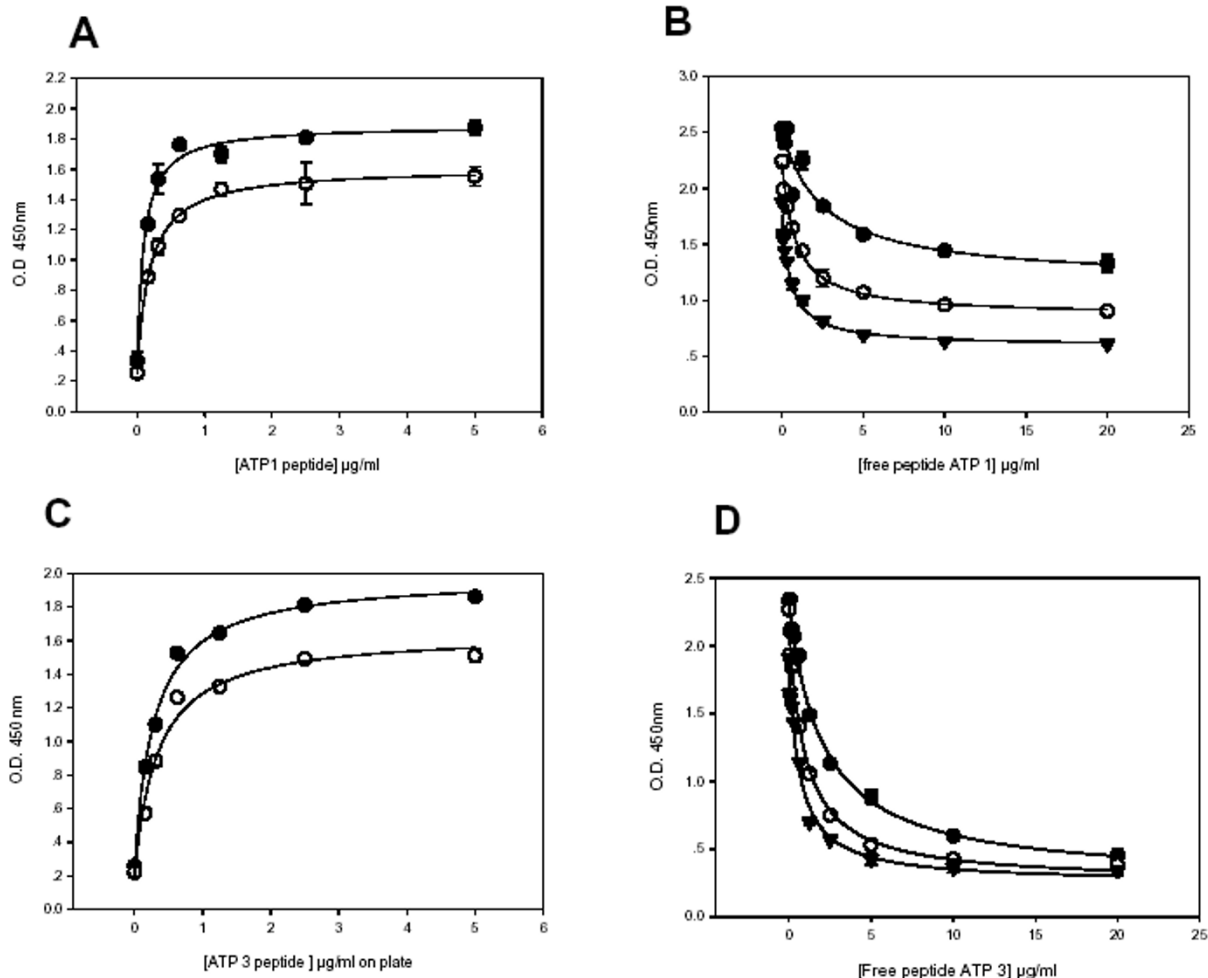 A
2.2
2.0
1.8
1.6
1.4
1.2
1.0
.8
.6
.4
.2
0.0
O.D. 450nm
0 1 2 3 4 5 6
[ATP1 peptide] µg/ml
B
3.0
2.5
2.0
1.5
1.0
.5
0.0
O.D. 450nm
0 5 10 15 20 25
[free peptide ATP 1] µg/ml
C
2.0
1.8
1.6
1.4
1.2
1.0
.8
.6
.4
.2
0.0
O.D. 450 nm
0 1 2 3 4 5 6
[ATP 3 peptide ] µg/ml on plate
D
2.5
2.0
1.5
1.0
.5
0.0
O.D. 450nm
0 5 10 15 20 25
[Free peptide ATP 3] µg/ml